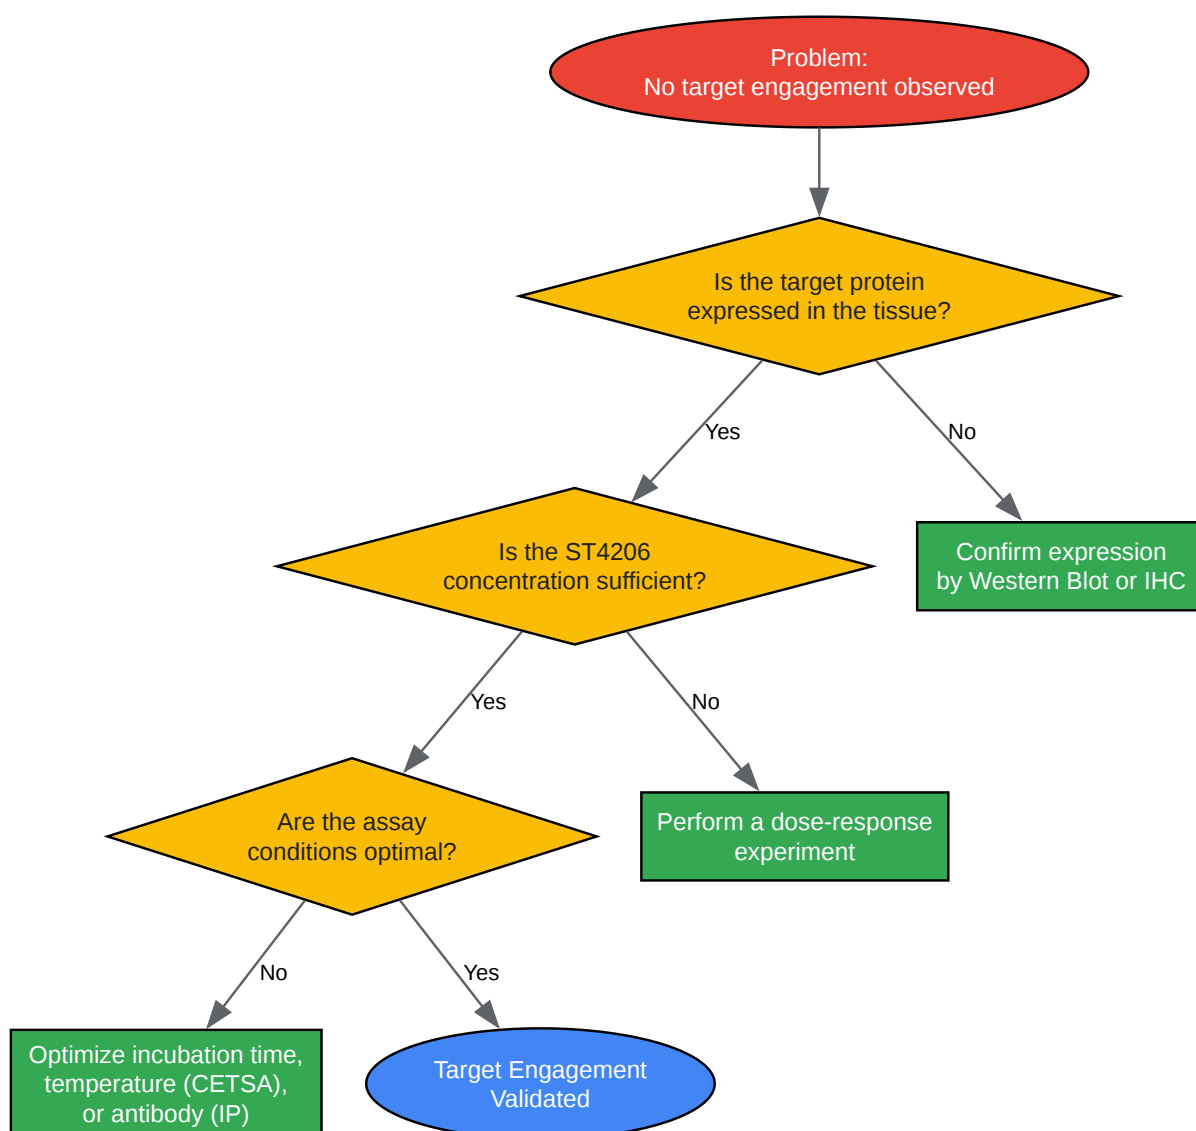 Problem:
No target engagement observed
Is the target protein
expressed in the tissue?
Yes
No
Is the ST4206
concentration sufficient?
Confirm expression
by Western Blot or IHC
Yes
No
Are the assay
conditions optimal?
Perform a dose-response
experiment
No
Yes
Optimize incubation time,
temperature (CETSA),
or antibody (IP)
Target Engagement
Validated